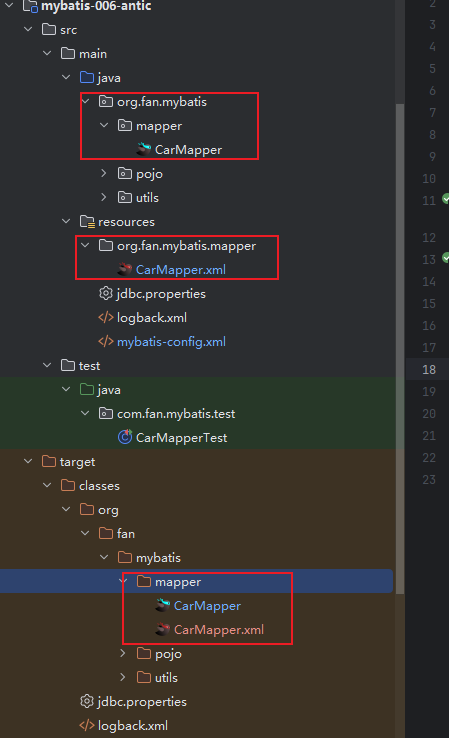 mybatis-006-antic
src
main
java
org.fan.mybatis
mapper
CarMapper
pojo
utils
resources
org.fan.mybatis.mapper
CarMapper.xml
jdbc.properties
logback.xml
mybatis-config.xml
test
java
com.fan.mybatis.test
CarMapperTest
target
classes
org
fan
mybatis
mapper
CarMapper
CarMapper.xml
pojo
utils
jdbc.properties
logback.xml
2
3
4
5
6
7
8
9
10
11
12
13
14
15
16
17
18
19
20
21
22
23